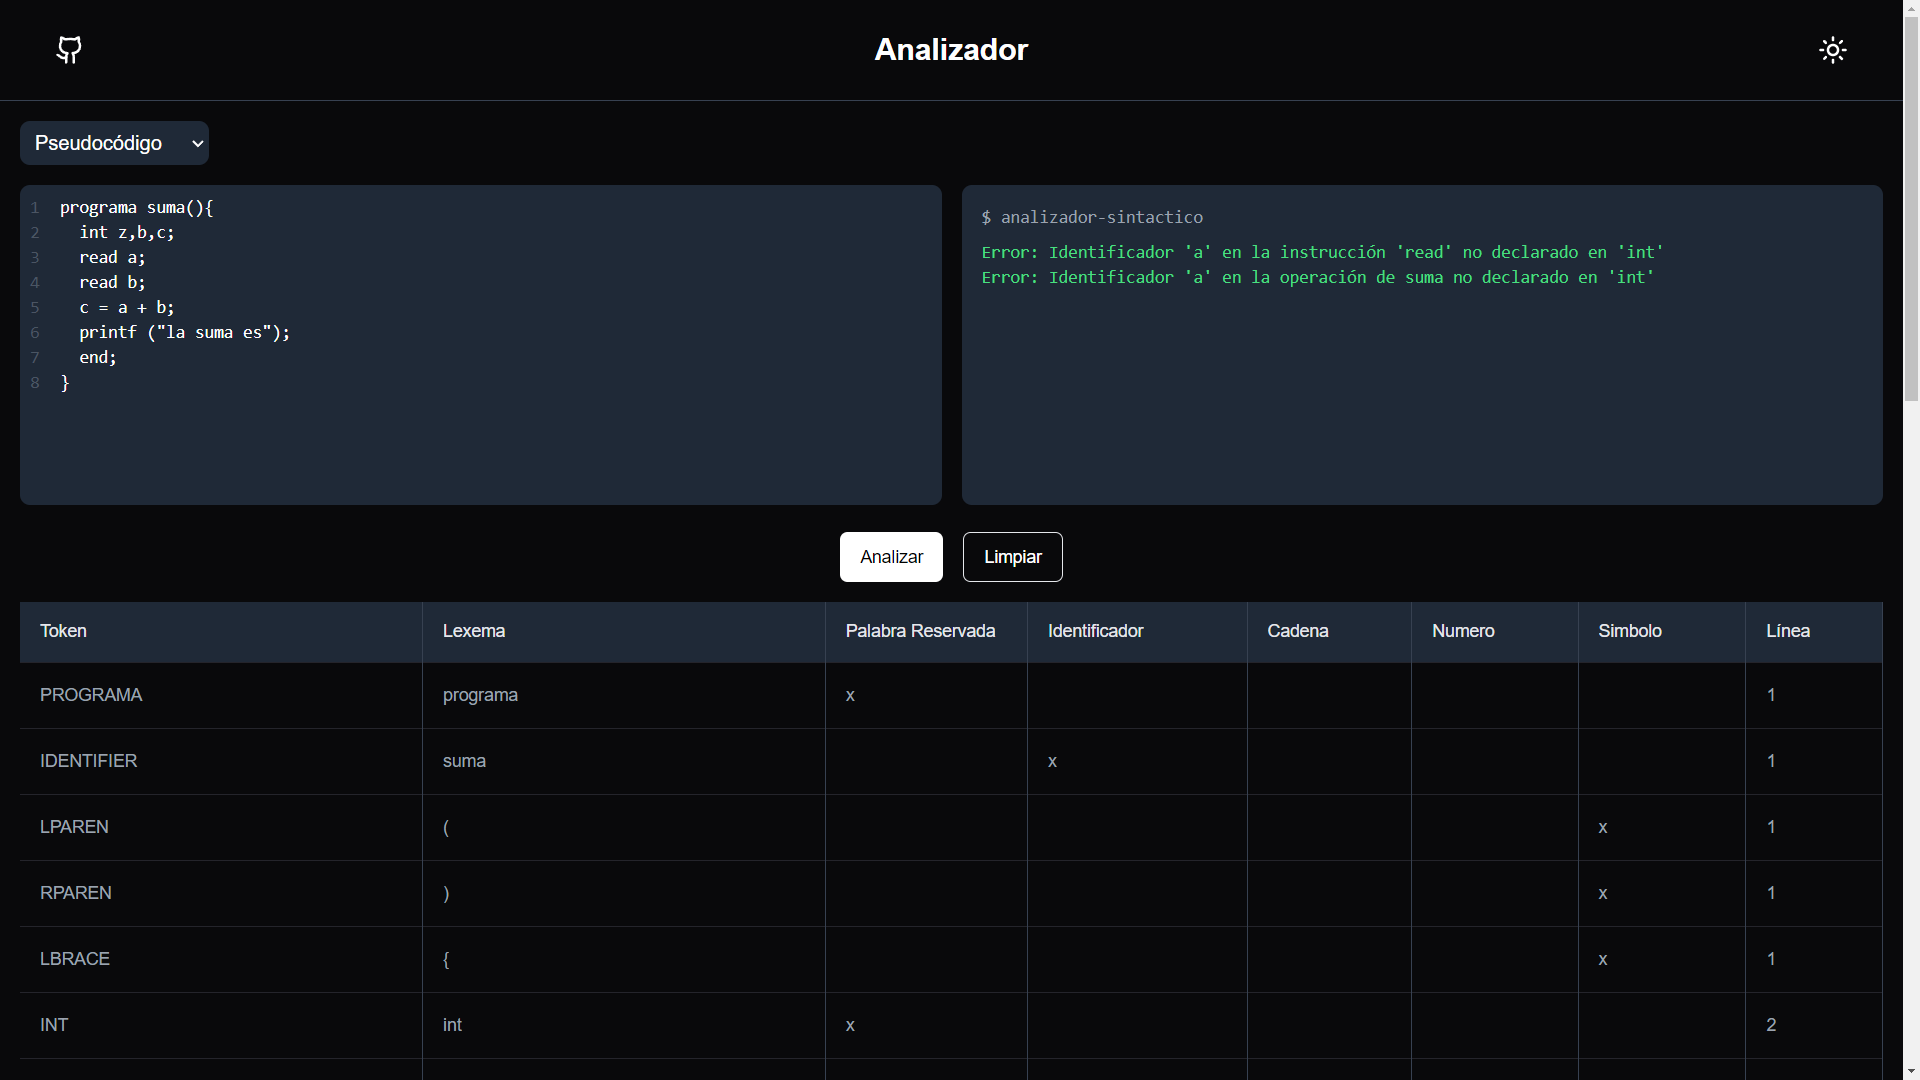 Analizador
Pseudocódigo
1 programa suma(){
2   int z,b,c;
3   read a;
4   read b;
5   c = a + b;
6   printf ("la suma es");
7   end;
8 }
$ analizador-sintactico
Error: Identificador 'a' en la instrucción 'read' no declarado en 'int'
Error: Identificador 'a' en la operación de suma no declarado en 'int'
Analizar Limpiar
Token Lexema Palabra Reservada Identificador Cadena Numero Simbolo Línea
PROGRAMA programa x 1
IDENTIFIER suma x 1
LPAREN ( x 1
RPAREN ) x 1
LBRACE { x 1
INT int x 2